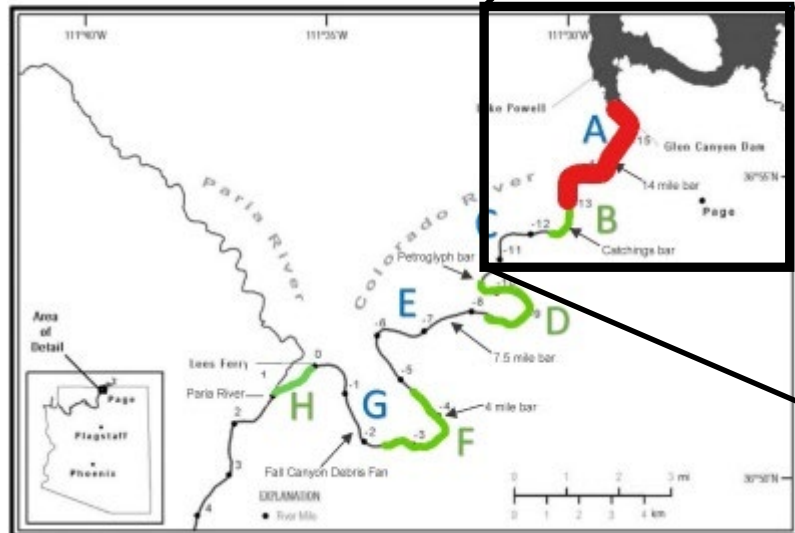 111°40'W
111°35'W
111°30'W
Lake Powell
A
15
Glen Canyon Dam
14 mile bar
36°55'
Page
13
B
Catchings bar
-12
C
-11
Paria River
Colorado River
Petroglyph bar
9
D
-8
E
-7
7.5 mile bar
-6
-5
-4
4 mile bar
F
-3
-2
G
-1
0
Lees Ferry
1
Paria River
H
2
3
4
Fall Canyon Debris Fan
Area
of
Detail
Page
Flagstaff
Phoenix
EXPLANATION
River Mile
0 1 2 3 mi
0 1 2 3 4 km
36°50'